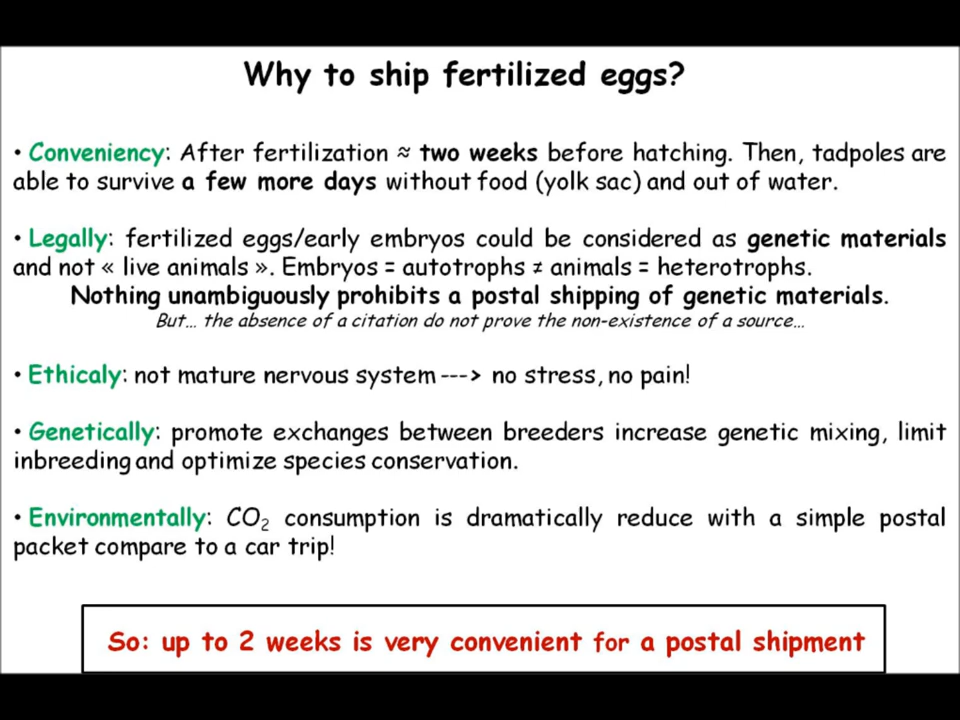 Why to ship fertilized eggs?
• Conveniency: After fertilization ≈ two weeks before hatching. Then, tadpoles are
able to survive a few more days without food (yolk sac) and out of water.
• Legally: fertilized eggs/early embryos could be considered as genetic materials
and not « live animals ». Embryos = autotrophs ≠ animals = heterotrophs.
Nothing unambiguously prohibits a postal shipping of genetic materials.
But… the absence of a citation do not prove the non-existence of a source…
• Ethicaly: not mature nervous system ---> no stress, no pain!
• Genetically: promote exchanges between breeders increase genetic mixing, limit
inbreeding and optimize species conservation.
• Environmentally: CO₂ consumption is dramatically reduce with a simple postal
packet compare to a car trip!
So: up to 2 weeks is very convenient for a postal shipment